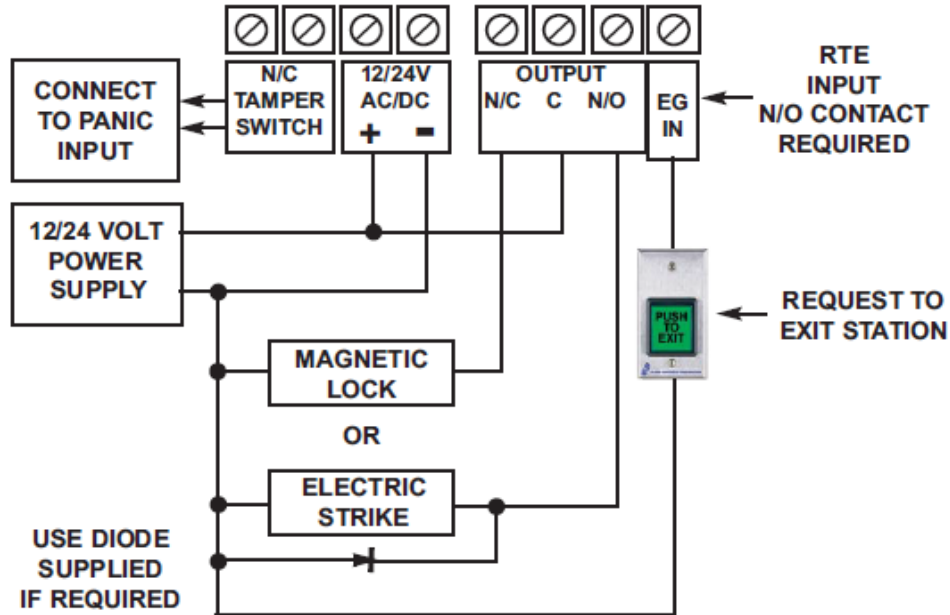 CONNECT
TO PANIC
INPUT
N/C
TAMPER
SWITCH
12/24V
AC/DC
+ -
OUTPUT
N/C C N/O
EG
IN
RTE
INPUT
N/O CONTACT
REQUIRED
12/24 VOLT
POWER
SUPPLY
PUSH
TO
EXIT
REQUEST TO
EXIT STATION
MAGNETIC
LOCK
OR
ELECTRIC
STRIKE
USE DIODE
SUPPLIED
IF REQUIRED